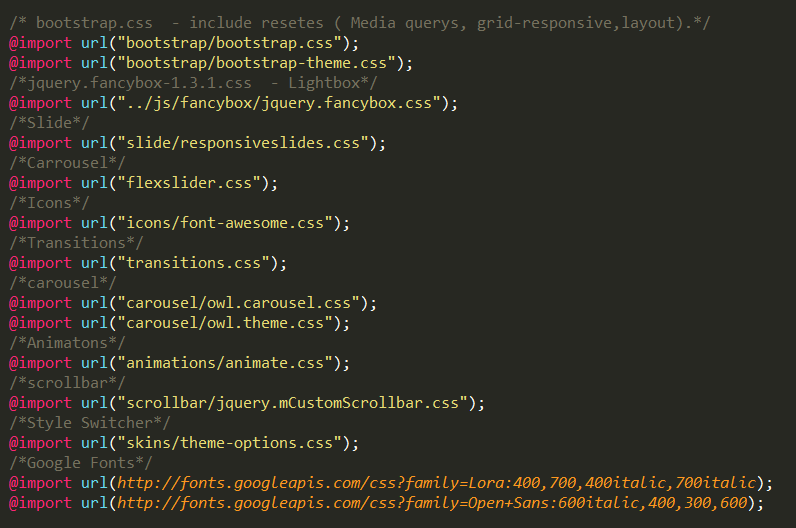 /* bootstrap.css  - include resetes ( Media querys, grid-responsive,layout).*/
@import url("bootstrap/bootstrap.css");
@import url("bootstrap/bootstrap-theme.css");
/*jquery.fancybox-1.3.1.css  - Lightbox*/
@import url("../js/fancybox/jquery.fancybox.css");
/*Slide*/
@import url("slide/responsiveslides.css");
/*Carrousel*/
@import url("flexslider.css");
/*Icons*/
@import url("icons/font-awesome.css");
/*Transitions*/
@import url("transitions.css");
/*carousel*/
@import url("carousel/owl.carousel.css");
@import url("carousel/owl.theme.css");
/*Animatons*/
@import url("animations/animate.css");
/*scrollbar*/
@import url("scrollbar/jquery.mCustomScrollbar.css");
/*Style Switcher*/
@import url("skins/theme-options.css");
/*Google Fonts*/
@import url(http://fonts.googleapis.com/css?family=Lora:400,700,400italic,700italic);
@import url(http://fonts.googleapis.com/css?family=Open+Sans:600italic,400,300,600);